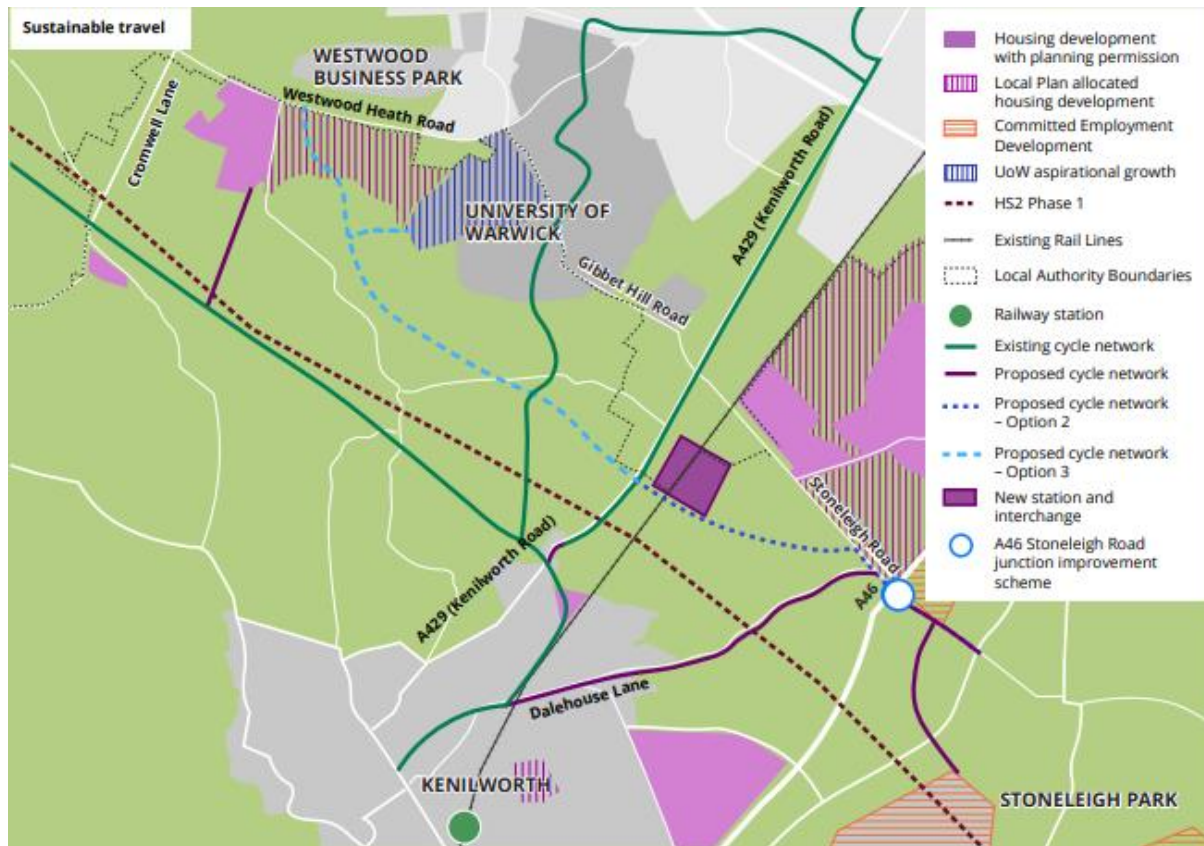 Sustainable travel
WESTWOOD
BUSINESS PARK
Westwood Heath Road
Cromwell Lane
UNIVERSITY OF
WARWICK
Gibbet Hill Road
A429 (Kenilworth Road)
A429 (Kenilworth Road)
Stoneleigh Road
A46
Dalehouse Lane
KENILWORTH
STONELEIGH PARK
Housing development
with planning permission
Local Plan allocated
housing development
Committed Employment
Development
UoW aspirational growth
HS2 Phase 1
Existing Rail Lines
Local Authority Boundaries
Railway station
Existing cycle network
Proposed cycle network
Proposed cycle network
– Option 2
Proposed cycle network
– Option 3
New station and
interchange
A46 Stoneleigh Road
junction improvement
scheme